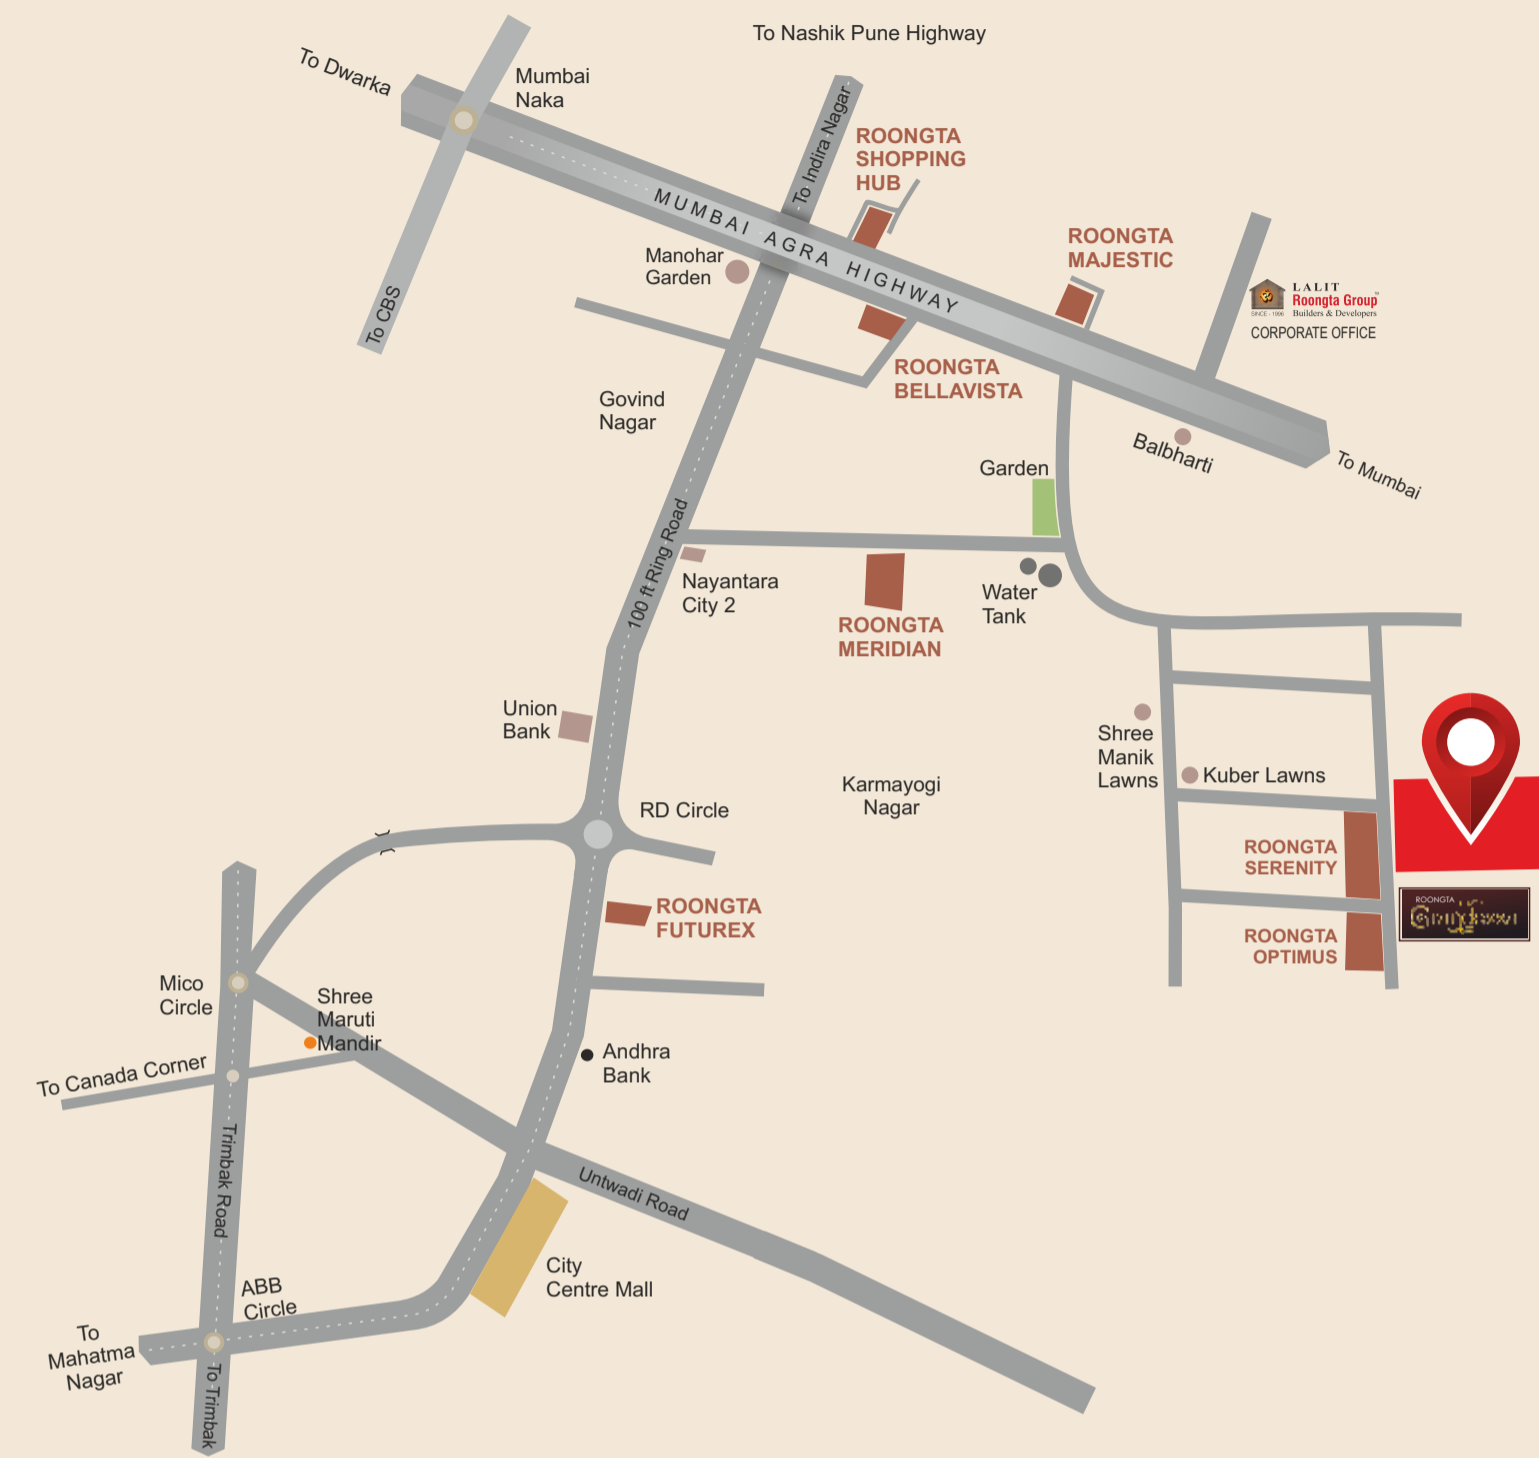 To Nashik Pune Highway
To Dwarka
Mumbai
Naka
To Indira Nagar
ROONGTA
SHOPPING
HUB
MUMBAI AGRA HIGHWAY
ROONGTA
MAJESTIC
Manohar
Garden
To CBS
LALIT
Roongta Group
Builders & Developers
SINCE - 1996
CORPORATE OFFICE
ROONGTA
BELLAVISTA
Govind
Nagar
Balbharti
To Mumbai
Garden
100 ft Ring Road
Nayantara
City 2
Water
Tank
ROONGTA
MERIDIAN
Union
Bank
Shree
Manik
Lawns
Kuber Lawns
Karmayogi
Nagar
RD Circle
ROONGTA
SERENITY
ROONGTA
FUTUREX
ROONGTA
ROONGTA
OPTIMUS
Mico
Circle
Shree
Maruti
Mandir
To Canada Corner
Andhra
Bank
Trimbak Road
Untwadi Road
City
Centre Mall
ABB
Circle
To
Mahatma
Nagar
To Trimbak